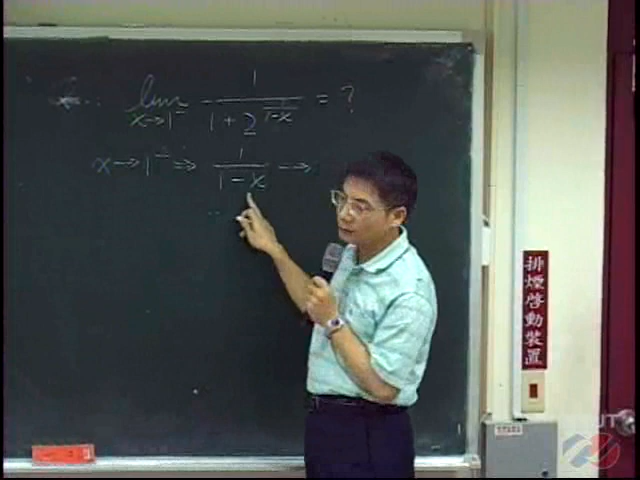 lim x→1⁻ 1/(1+2^(1/(1-x))) = ?
x→1⁻ ⇒ 1/(1-x) →
排煙啓動裝置